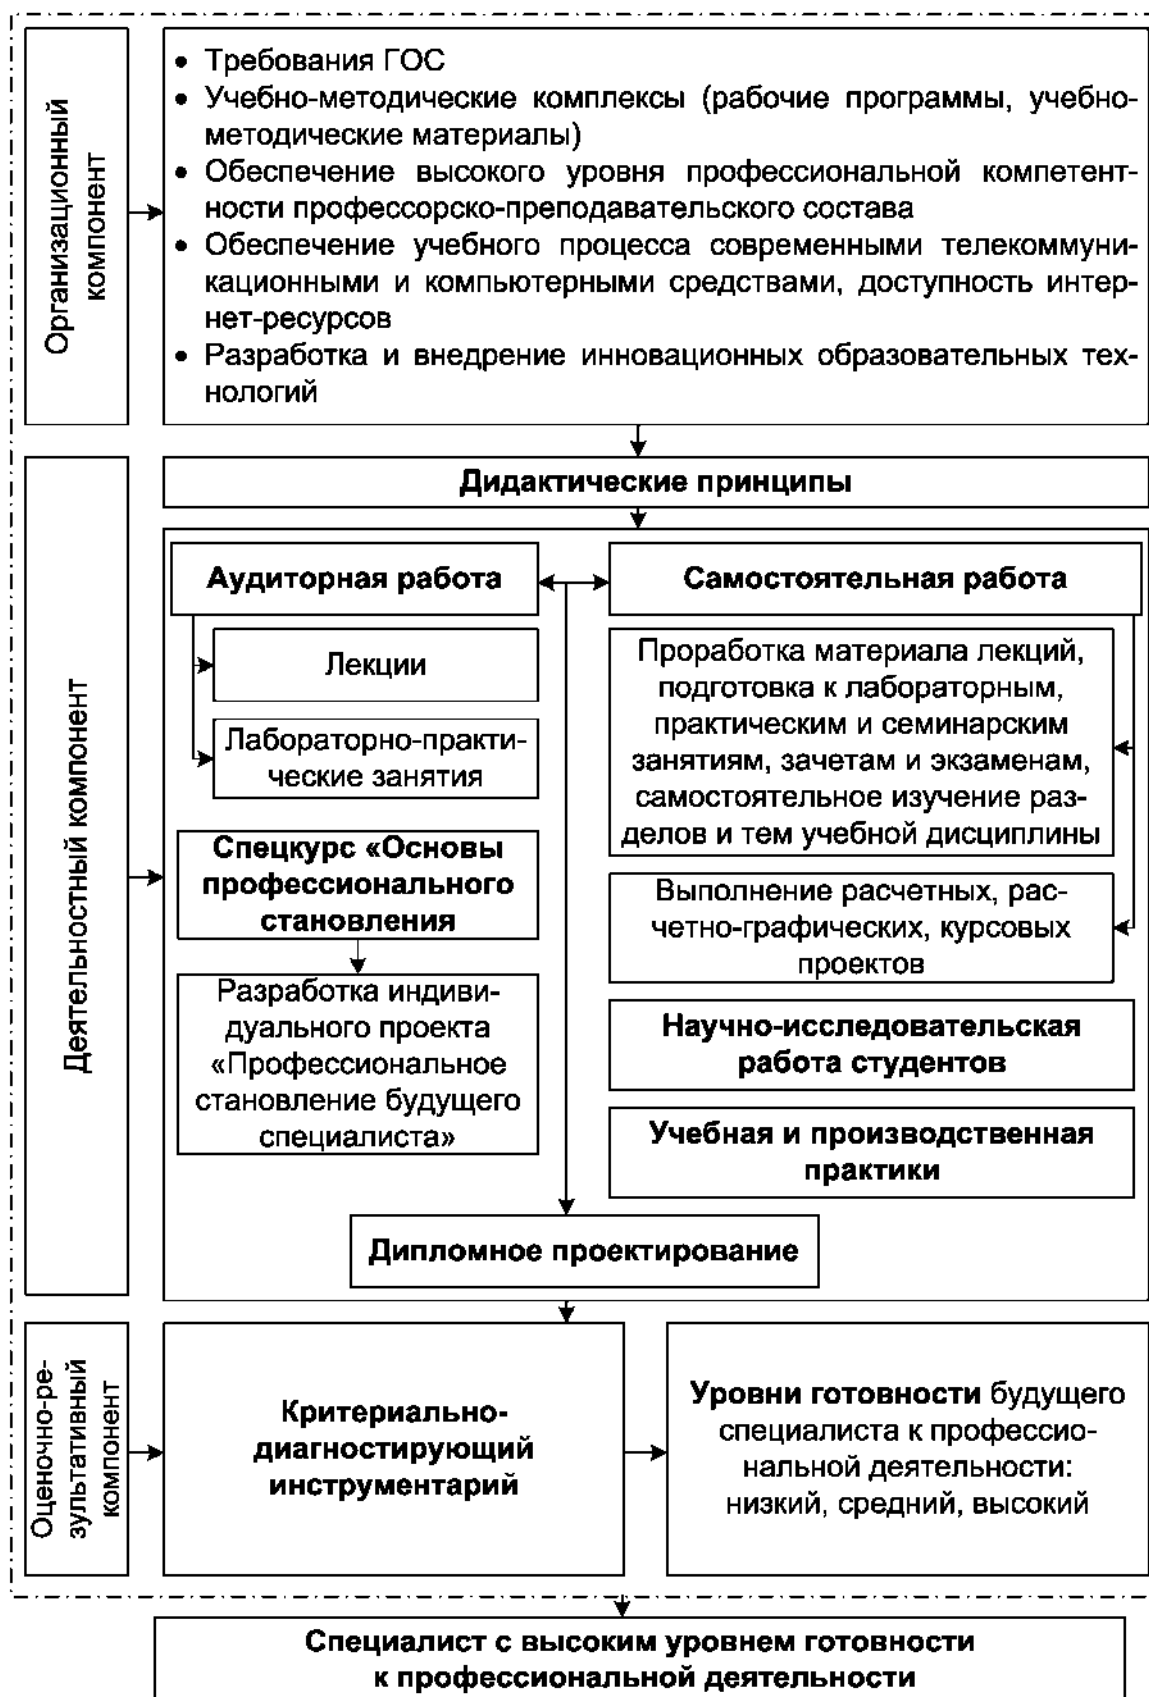 Организационный
компонент
• Требования ГОС
• Учебно-методические комплексы (рабочие программы, учебно-
методические материалы)
• Обеспечение высокого уровня профессиональной компетент-
ности профессорско-преподавательского состава
• Обеспечение учебного процесса современными телекоммуни-
кационными и компьютерными средствами, доступность интер-
нет-ресурсов
• Разработка и внедрение инновационных образовательных тех-
нологий
Деятельностный компонент
Дидактические принципы
Аудиторная работа
Лекции
Лабораторно-практи-
ческие занятия
Спецкурс «Основы
профессионального
становления
Разработка индиви-
дуального проекта
«Профессиональное
становление будущего
специалиста»
Самостоятельная работа
Проработка материала лекций,
подготовка к лабораторным,
практическим и семинарским
занятиям, зачетам и экзаменам,
самостоятельное изучение раз-
делов и тем учебной дисциплины
Выполнение расчетных, рас-
четно-графических, курсовых
проектов
Научно-исследовательская
работа студентов
Учебная и производственная
практики
Дипломное проектирование
Оценочно-ре-
зультативный
компонент
Критериально-
диагностирующий
инструментарий
Уровни готовности будущего
специалиста к профессио-
нальной деятельности:
низкий, средний, высокий
Специалист с высоким уровнем готовности
к профессиональной деятельности